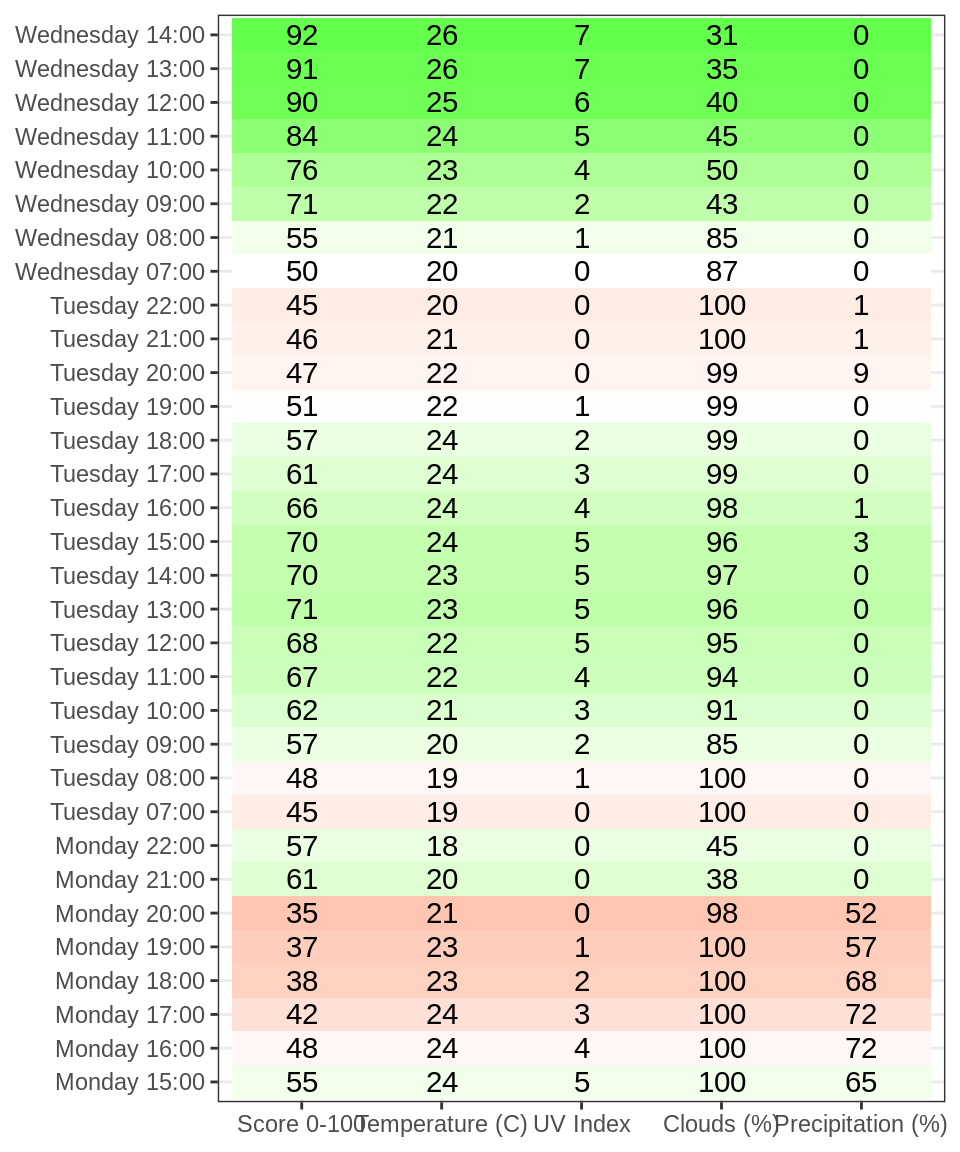 Wednesday 14:00 92 26 7 31 0
Wednesday 13:00 91 26 7 35 0
Wednesday 12:00 90 25 6 40 0
Wednesday 11:00 84 24 5 45 0
Wednesday 10:00 76 23 4 50 0
Wednesday 09:00 71 22 2 43 0
Wednesday 08:00 55 21 1 85 0
Wednesday 07:00 50 20 0 87 0
Tuesday 22:00 45 20 0 100 1
Tuesday 21:00 46 21 0 100 1
Tuesday 20:00 47 22 0 99 9
Tuesday 19:00 51 22 1 99 0
Tuesday 18:00 57 24 2 99 0
Tuesday 17:00 61 24 3 99 0
Tuesday 16:00 66 24 4 98 1
Tuesday 15:00 70 24 5 96 3
Tuesday 14:00 70 23 5 97 0
Tuesday 13:00 71 23 5 96 0
Tuesday 12:00 68 22 5 95 0
Tuesday 11:00 67 22 4 94 0
Tuesday 10:00 62 21 3 91 0
Tuesday 09:00 57 20 2 85 0
Tuesday 08:00 48 19 1 100 0
Tuesday 07:00 45 19 0 100 0
Monday 22:00 57 18 0 45 0
Monday 21:00 61 20 0 38 0
Monday 20:00 35 21 0 98 52
Monday 19:00 37 23 1 100 57
Monday 18:00 38 23 2 100 68
Monday 17:00 42 24 3 100 72
Monday 16:00 48 24 4 100 72
Monday 15:00 55 24 5 100 65
Score 0-100 Temperature (C) UV Index Clouds (%) Precipitation (%)